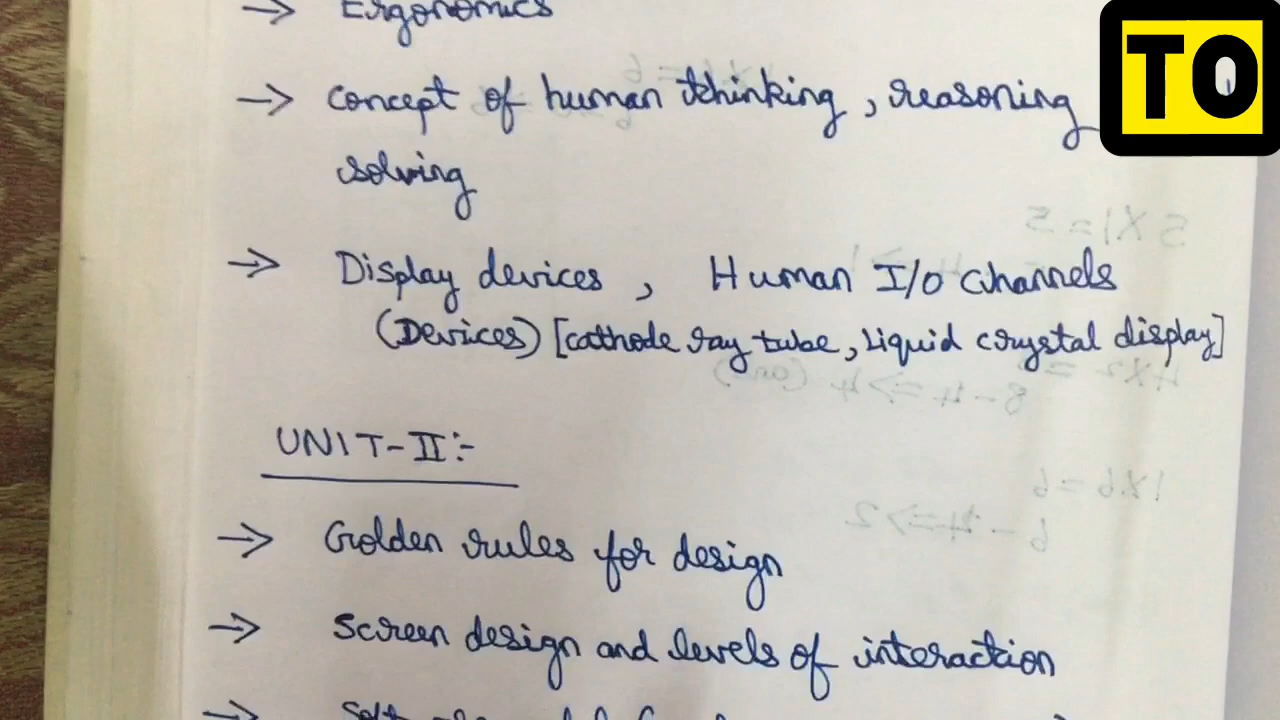 → Ergonomics
TO
→ concept of human thinking, reasoning
solving
→ Display devices, Human I/O channels
(Devices) [cathode ray tube, Liquid crystal display]
UNIT-II:-
→ Golden rules for design
→ Screen design and levels of interaction